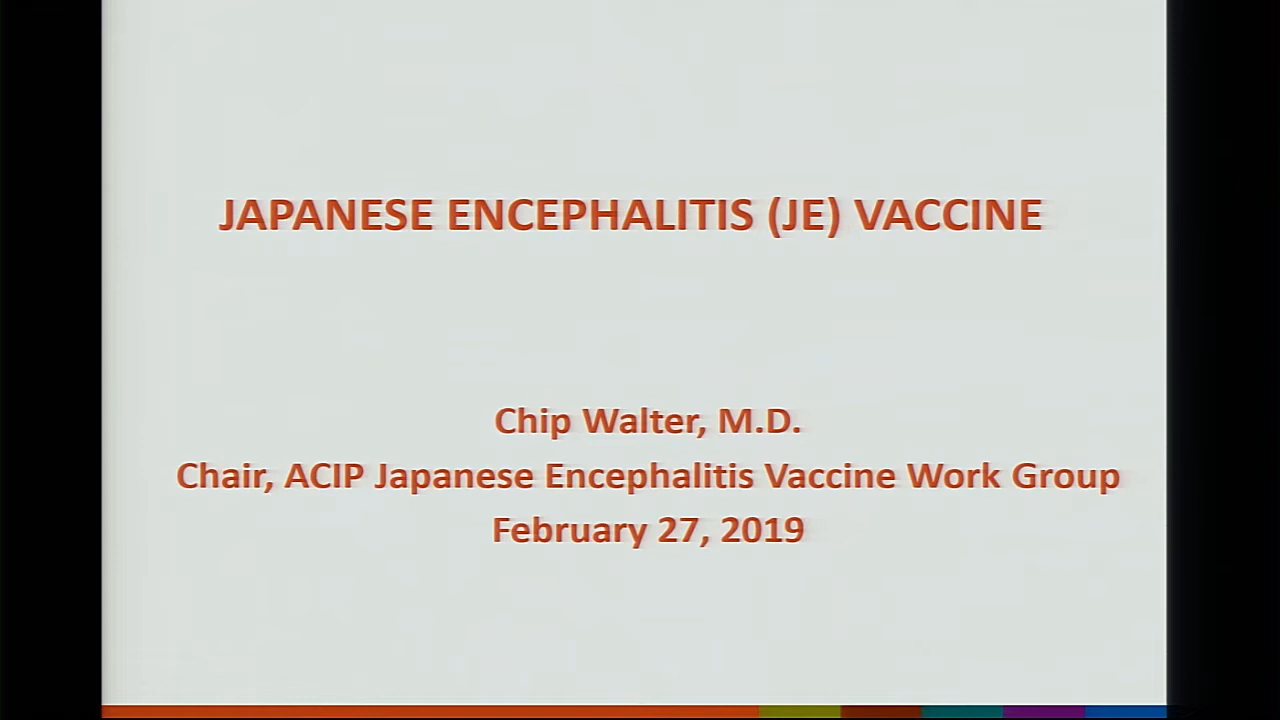 JAPANESE ENCEPHALITIS (JE) VACCINE
Chip Walter, M.D.
Chair, ACIP Japanese Encephalitis Vaccine Work Group
February 27, 2019